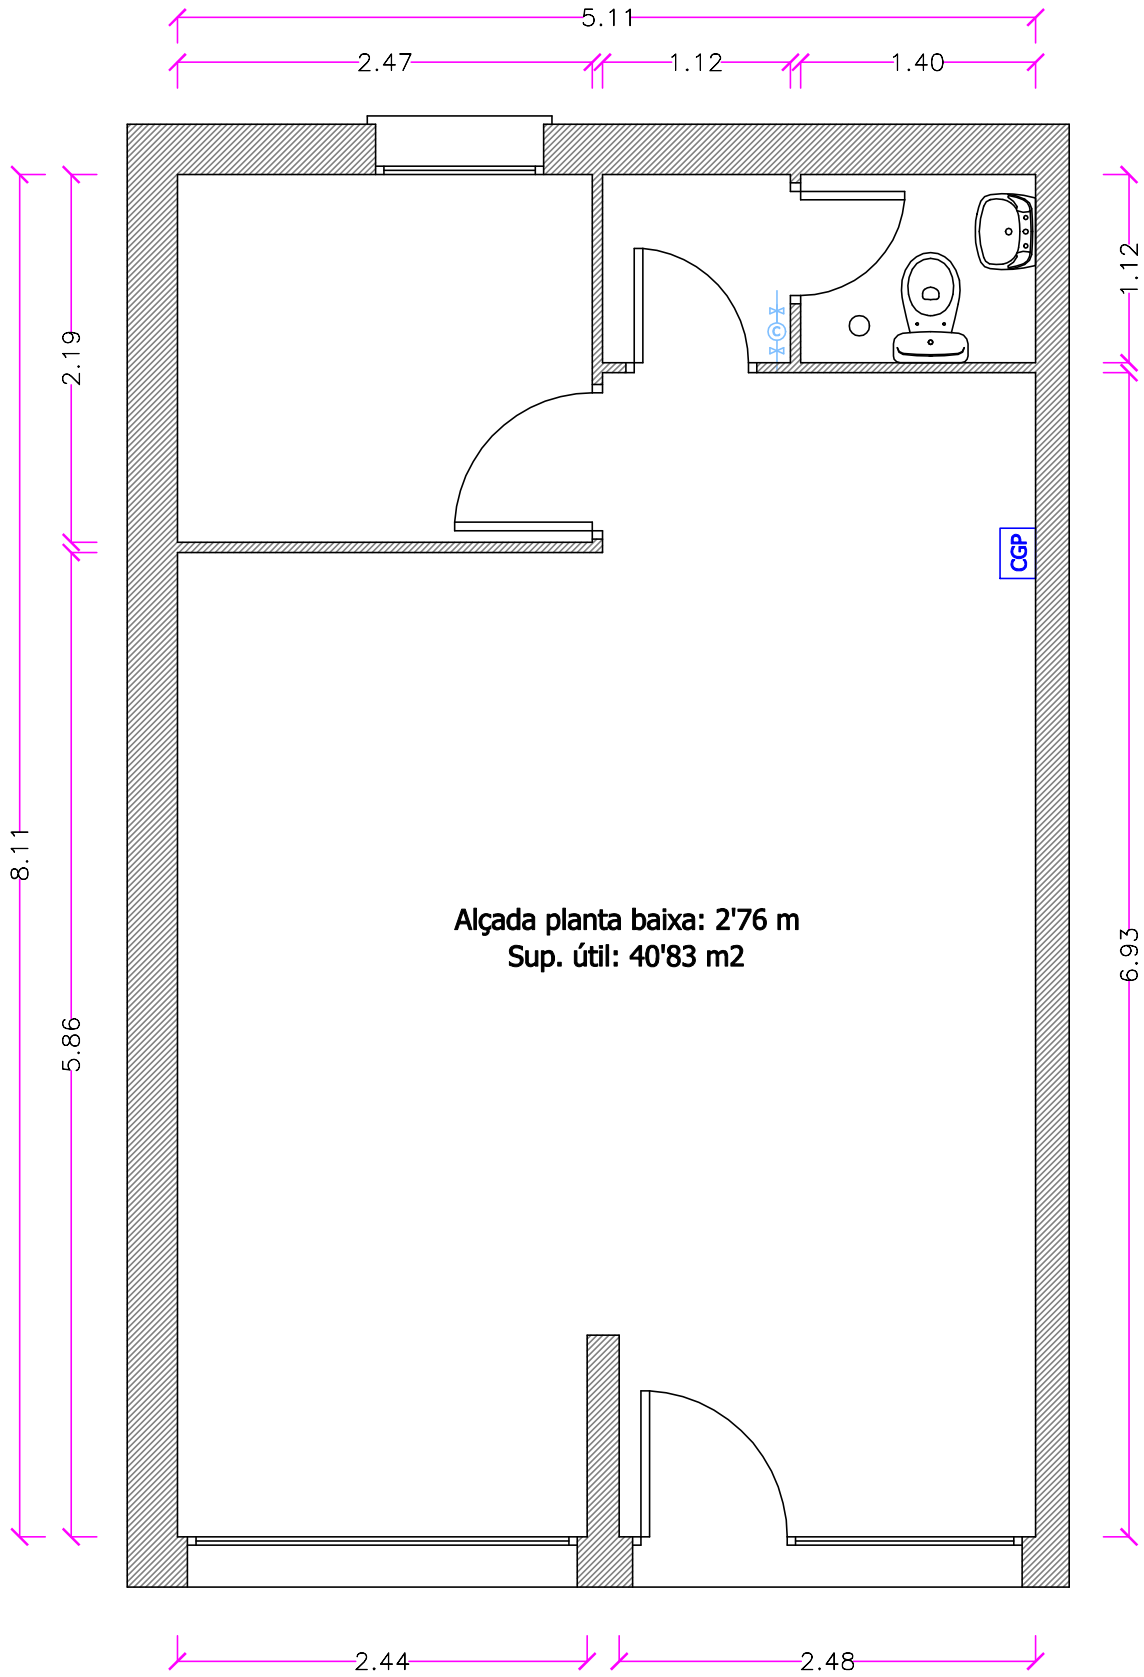 5.11
2.47
1.12
1.40
1.12
2.19
C
CGP
8.11
Alçada planta baixa: 2'76 m
Sup. útil: 40'83 m2
6.93
5.86
2.44
2.48